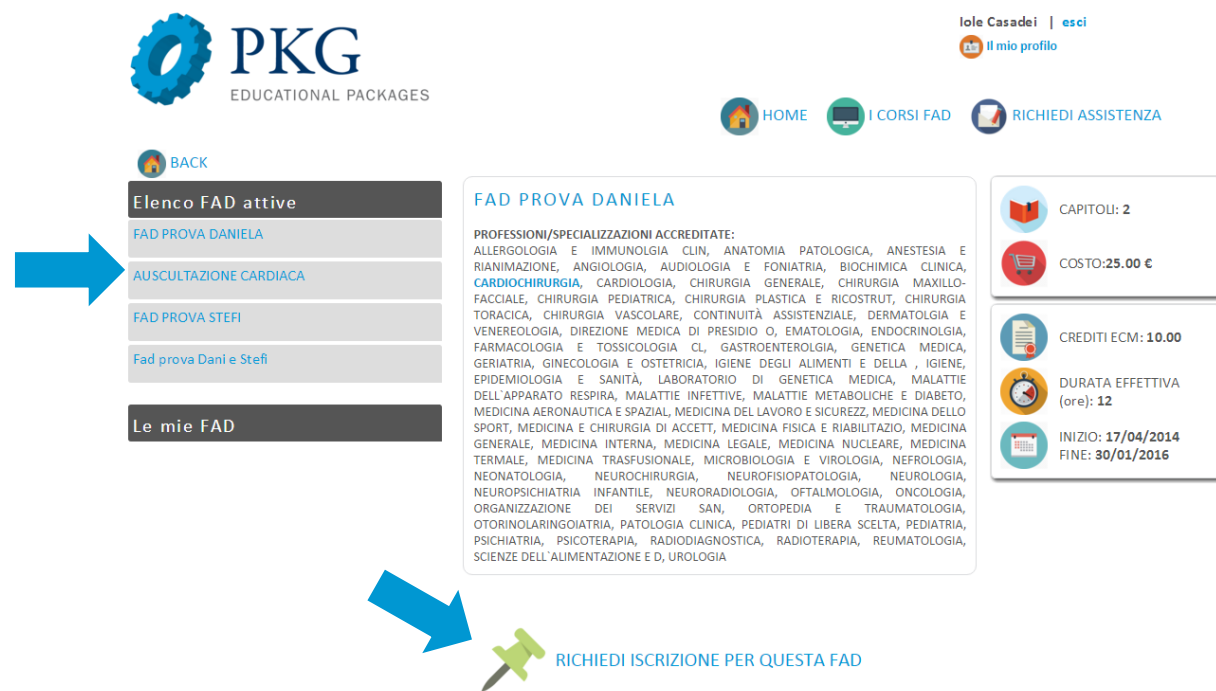 PKG
EDUCATIONAL PACKAGES
Iole Casadei | esci
Il mio profilo
HOME
I CORSI FAD
RICHIEDI ASSISTENZA
BACK
Elenco FAD attive
FAD PROVA DANIELA
AUSCULTAZIONE CARDIACA
FAD PROVA STEFI
Fad prova Dani e Stefi
Le mie FAD
FAD PROVA DANIELA
PROFESSIONI/SPECIALIZZAZIONI ACCREDITATE:
ALLERGOLOGIA E IMMUNOLGIA CLIN, ANATOMIA PATOLOGICA, ANESTESIA E
RIANIMAZIONE, ANGIOLOGIA, AUDIOLOGIA E FONIATRIA, BIOCHIMICA CLINICA,
CARDIOCHIRURGIA, CARDIOLOGIA, CHIRURGIA GENERALE, CHIRURGIA MAXILLO-
FACCIALE, CHIRURGIA PEDIATRICA, CHIRURGIA PLASTICA E RICOSTRUT, CHIRURGIA
TORACICA, CHIRURGIA VASCOLARE, CONTINUITÀ ASSISTENZIALE, DERMATOLGIA E
VENEREOLOGIA, DIREZIONE MEDICA DI PRESIDIO O, EMATOLOGIA, ENDOCRINOLGIA,
FARMACOLOGIA E TOSSICOLOGIA CL, GASTROENTEROLGIA, GENETICA MEDICA,
GERIATRIA, GINECOLOGIA E OSTETRICIA, IGIENE DEGLI ALIMENTI E DELLA , IGIENE,
EPIDEMIOLOGIA E SANITÀ, LABORATORIO DI GENETICA MEDICA, MALATTIE
DELL`APPARATO RESPIRA, MALATTIE INFETTIVE, MALATTIE METABOLICHE E DIABETO,
MEDICINA AERONAUTICA E SPAZIAL, MEDICINA DEL LAVORO E SICUREZZ, MEDICINA DELLO
SPORT, MEDICINA E CHIRURGIA DI ACCETT, MEDICINA FISICA E RIABILITAZIO, MEDICINA
GENERALE, MEDICINA INTERNA, MEDICINA LEGALE, MEDICINA NUCLEARE, MEDICINA
TERMALE, MEDICINA TRASFUSIONALE, MICROBIOLOGIA E VIROLOGIA, NEFROLOGIA,
NEONATOLOGIA, NEUROCHIRURGIA, NEUROFISIOPATOLOGIA, NEUROLOGIA,
NEUROPSICHIATRIA INFANTILE, NEURORADIOLOGIA, OFTALMOLOGIA, ONCOLOGIA,
ORGANIZZAZIONE DEI SERVIZI SAN, ORTOPEDIA E TRAUMATOLOGIA,
OTORINOLARINGOIATRIA, PATOLOGIA CLINICA, PEDIATRI DI LIBERA SCELTA, PEDIATRIA,
PSICHIATRIA, PSICOTERAPIA, RADIODIAGNOSTICA, RADIOTERAPIA, REUMATOLOGIA,
SCIENZE DELL`ALIMENTAZIONE E D, UROLOGIA
CAPITOLI: 2
COSTO:25.00 €
CREDITI ECM: 10.00
DURATA EFFETTIVA
(ore): 12
INIZIO: 17/04/2014
FINE: 30/01/2016
RICHIEDI ISCRIZIONE PER QUESTA FAD